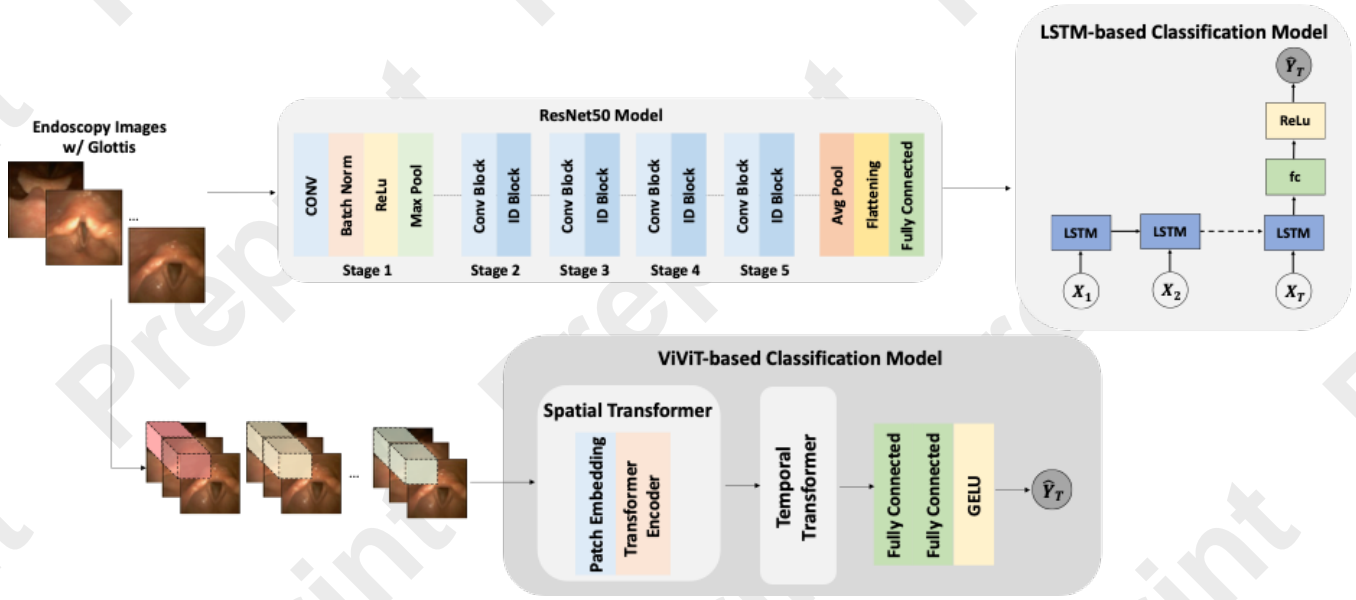 Endoscopy Images
w/ Glottis
...
ResNet50 Model
CONV
Batch Norm
ReLu
Max Pool
Stage 1
Conv Block
ID Block
Stage 2
Conv Block
ID Block
Stage 3
Conv Block
ID Block
Stage 4
Conv Block
ID Block
Stage 5
Avg Pool
Flattening
Fully Connected
LSTM-based Classification Model
Ŷ_T
ReLu
fc
LSTM
LSTM
LSTM
X_1
X_2
X_T
...
ViViT-based Classification Model
Spatial Transformer
Patch Embedding
Transformer
Encoder
Temporal
Transformer
Fully Connected
Fully Connected
GELU
Ŷ_T
Preprint